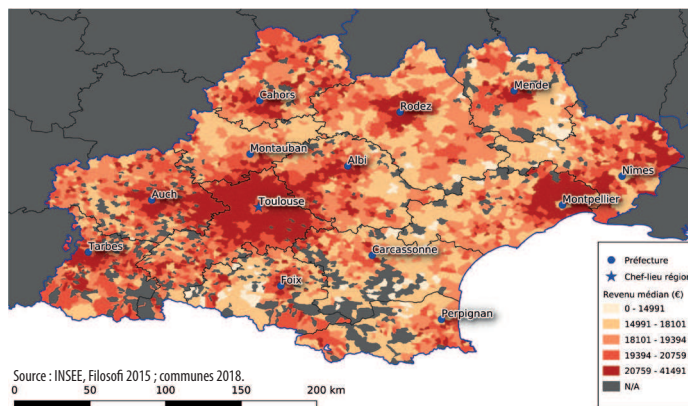 Cahors
Mende
Rodez
Montauban
Albi
Nîmes
Auch
Toulouse
Montpellier
Tarbes
Carcassonne
Foix
Perpignan
Préfecture
Chef-lieu région
Revenu médian (€)
0 - 14991
14991 - 18101
18101 - 19394
19394 - 20759
20759 - 41491
N/A
Source : INSEE, Filosofi 2015 ; communes 2018.
0 50 100 150 200 km